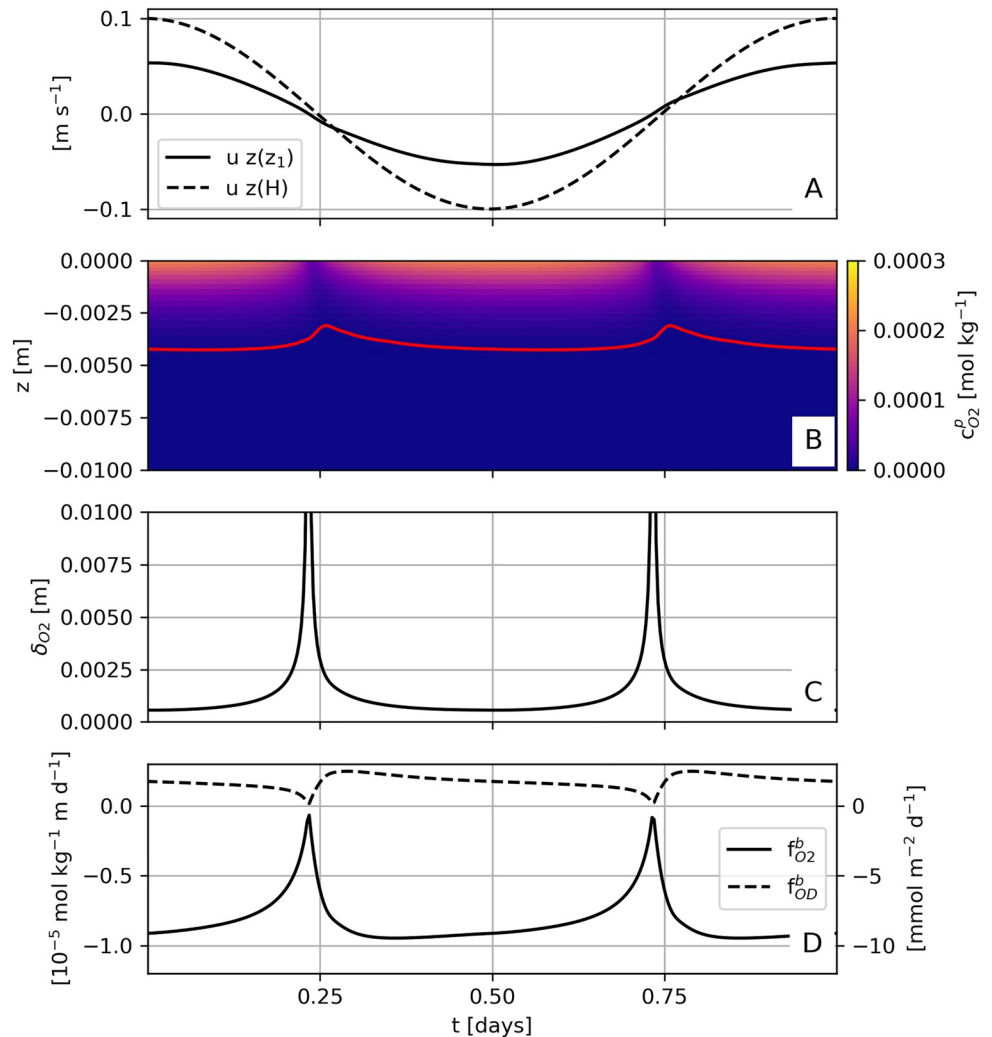 0.1
0.0
−0.1
[m s⁻¹]
u z(z₁)
u z(H)
A
0.0000
−0.0025
−0.0050
−0.0075
−0.0100
z [m]
B
0.0003
0.0002
0.0001
0.0000
c^p_O2 [mol kg⁻¹]
0.0100
0.0075
0.0050
0.0025
0.0000
δ_O2 [m]
C
0.0
−0.5
−1.0
[10⁻⁵ mol kg⁻¹ m d⁻¹]
f^b_O2
f^b_OD
D
0
−5
−10
[mmol m⁻² d⁻¹]
0.25 0.50 0.75
t [days]